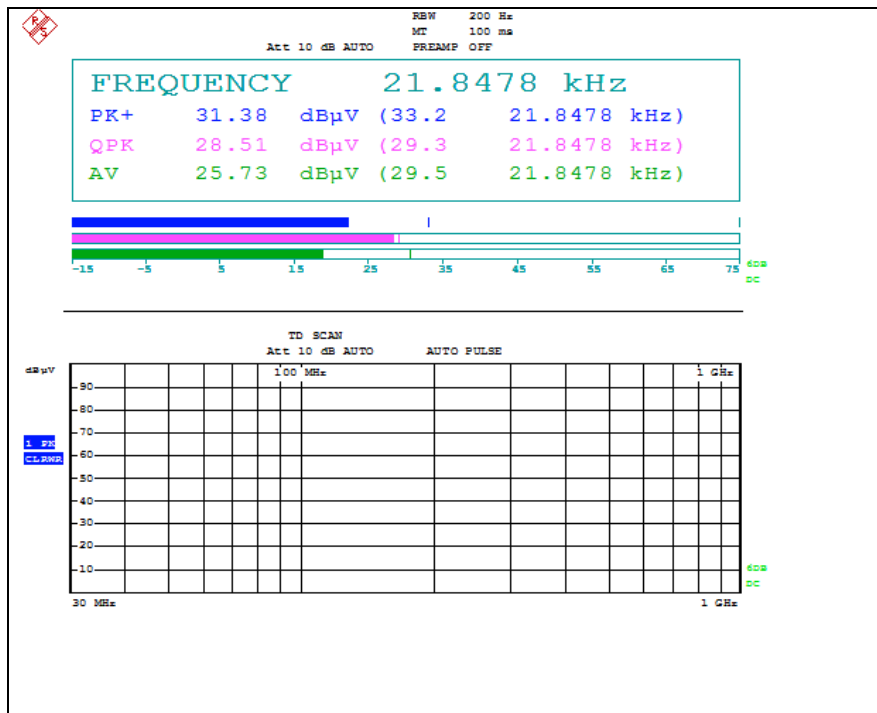 R S
RBW 200 Hz
MT 100 ms
Att 10 dB AUTO PREAMP OFF
FREQUENCY 21.8478 kHz
PK+ 31.38 dBµV (33.2 21.8478 kHz)
QPK 28.51 dBµV (29.3 21.8478 kHz)
AV 25.73 dBµV (29.5 21.8478 kHz)
-15 -5 5 15 25 35 45 55 65 75 6DB
DC
TD SCAN
Att 10 dB AUTO AUTO PULSE
dBµV 100 MHz 1 GHz
90
80
70
1 PK
60
CLRWR
50
40
30
20
10 6DB
DC
30 MHz 1 GHz